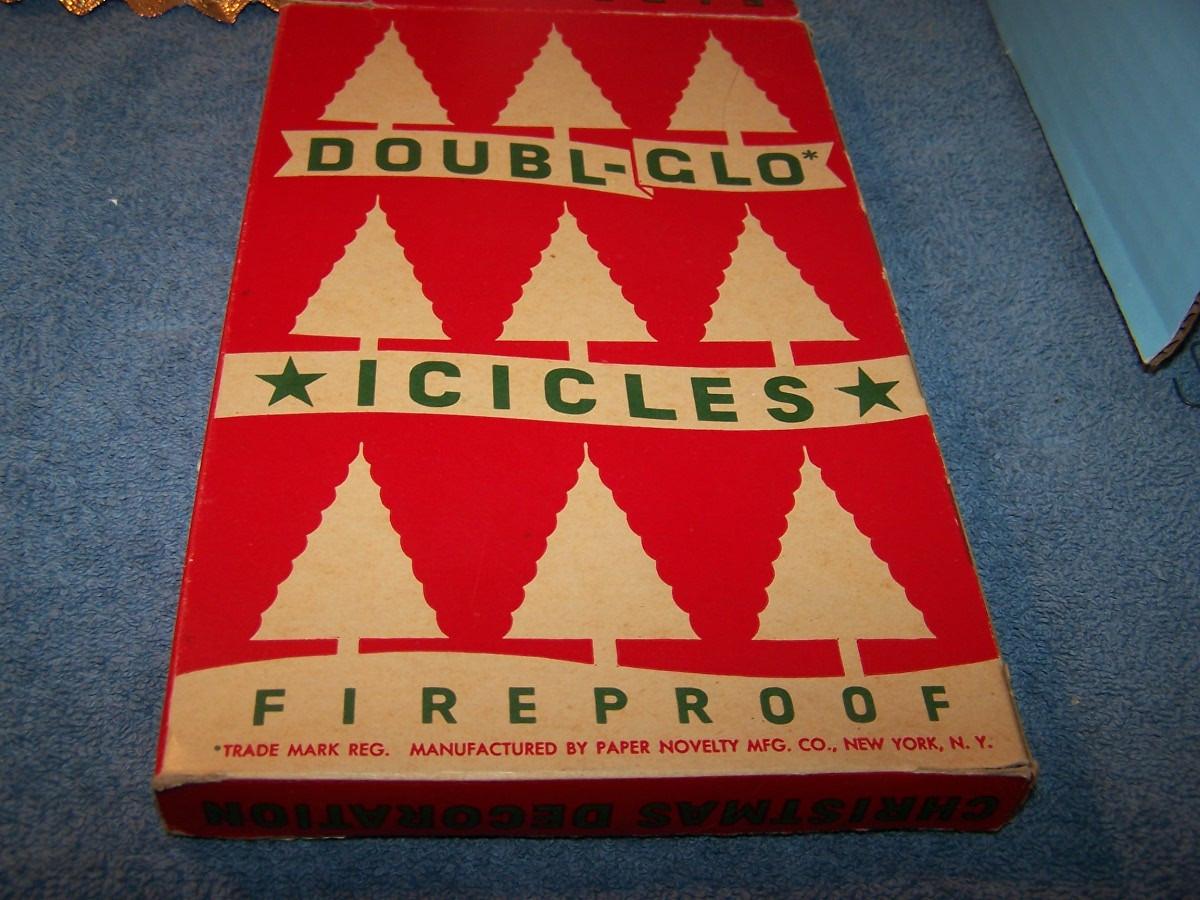 DOUBL-GLO*
★ ICICLES ★
FIREPROOF
*TRADE MARK REG. MANUFACTURED BY PAPER NOVELTY MFG. CO., NEW YORK, N. Y.
CHRISTMAS DECORATION